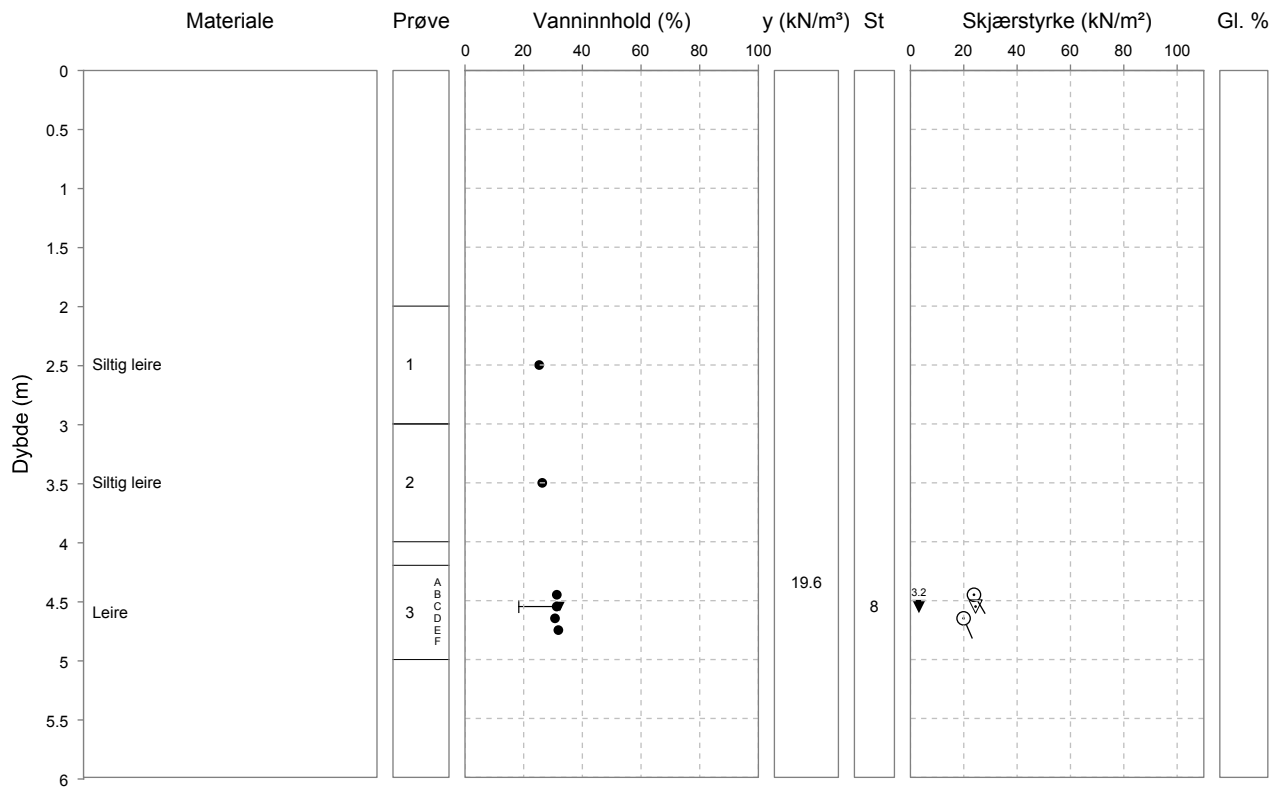 Materiale Prøve Vanninnhold (%) y (kN/m³) St Skjærstyrke (kN/m²) Gl. %
0 20 40 60 80 100 0 20 40 60 80 100
0
0.5
1
1.5
2
Siltig leire 1 2.5
Dybde (m)
3
Siltig leire 2 3.5
4
19.6
A
B
C
D
E
F
3.2
4.5
Leire 3 8
5
5.5
6